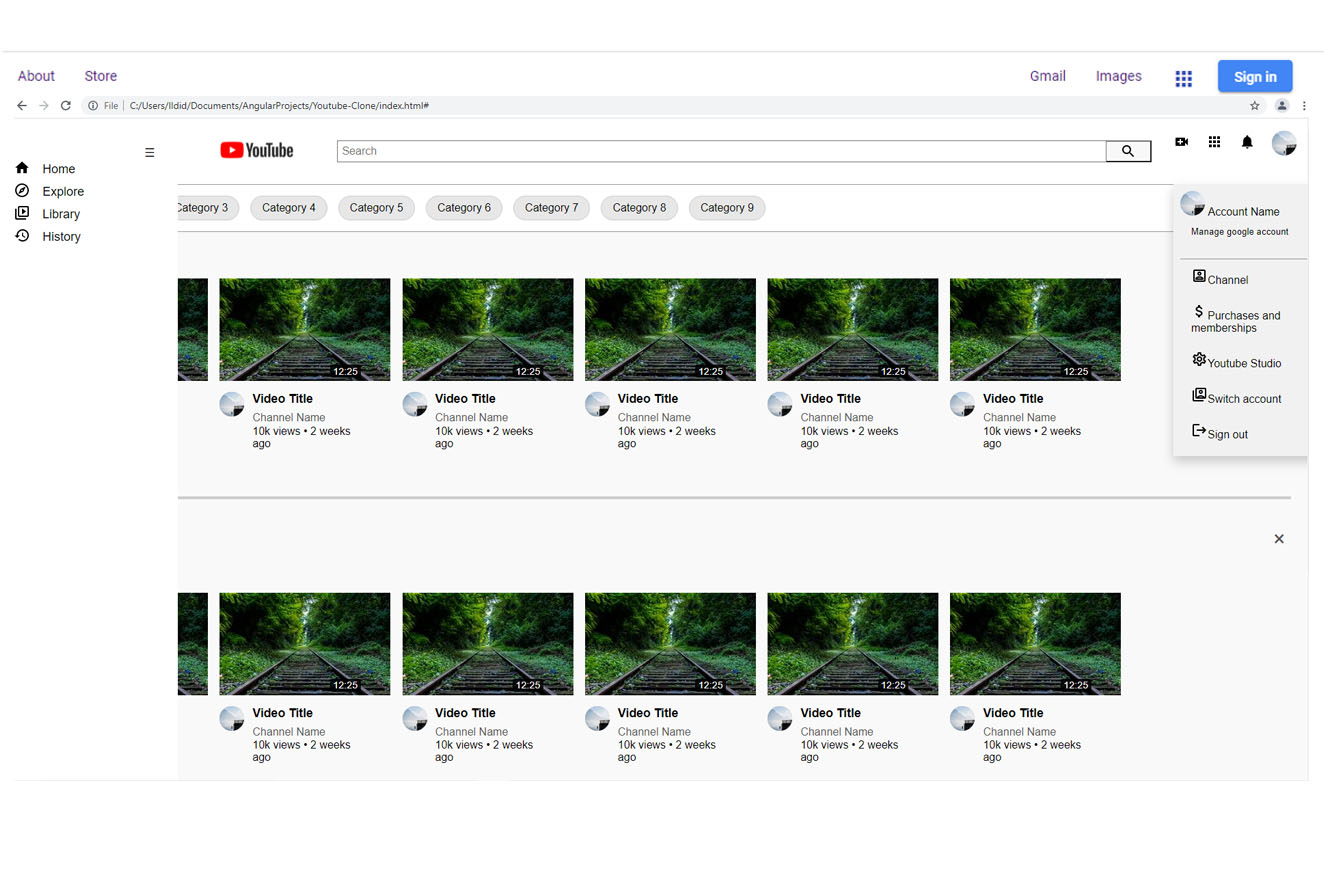 About Store Gmail Images Sign in
File C:/Users/Ildid/Documents/AngularProjects/Youtube-Clone/index.html#
YouTube Search
Home
Explore
Library
History
Category 3 Category 4 Category 5 Category 6 Category 7 Category 8 Category 9
Account Name
Manage google account
Channel
Purchases and
memberships
Youtube Studio
Switch account
Sign out
12:25 12:25 12:25 12:25 12:25
Video Title Video Title Video Title Video Title Video Title
Channel Name Channel Name Channel Name Channel Name Channel Name
10k views • 2 weeks 10k views • 2 weeks 10k views • 2 weeks 10k views • 2 weeks 10k views • 2 weeks
ago ago ago ago ago
12:25 12:25 12:25 12:25 12:25
Video Title Video Title Video Title Video Title Video Title
Channel Name Channel Name Channel Name Channel Name Channel Name
10k views • 2 weeks 10k views • 2 weeks 10k views • 2 weeks 10k views • 2 weeks 10k views • 2 weeks
ago ago ago ago ago